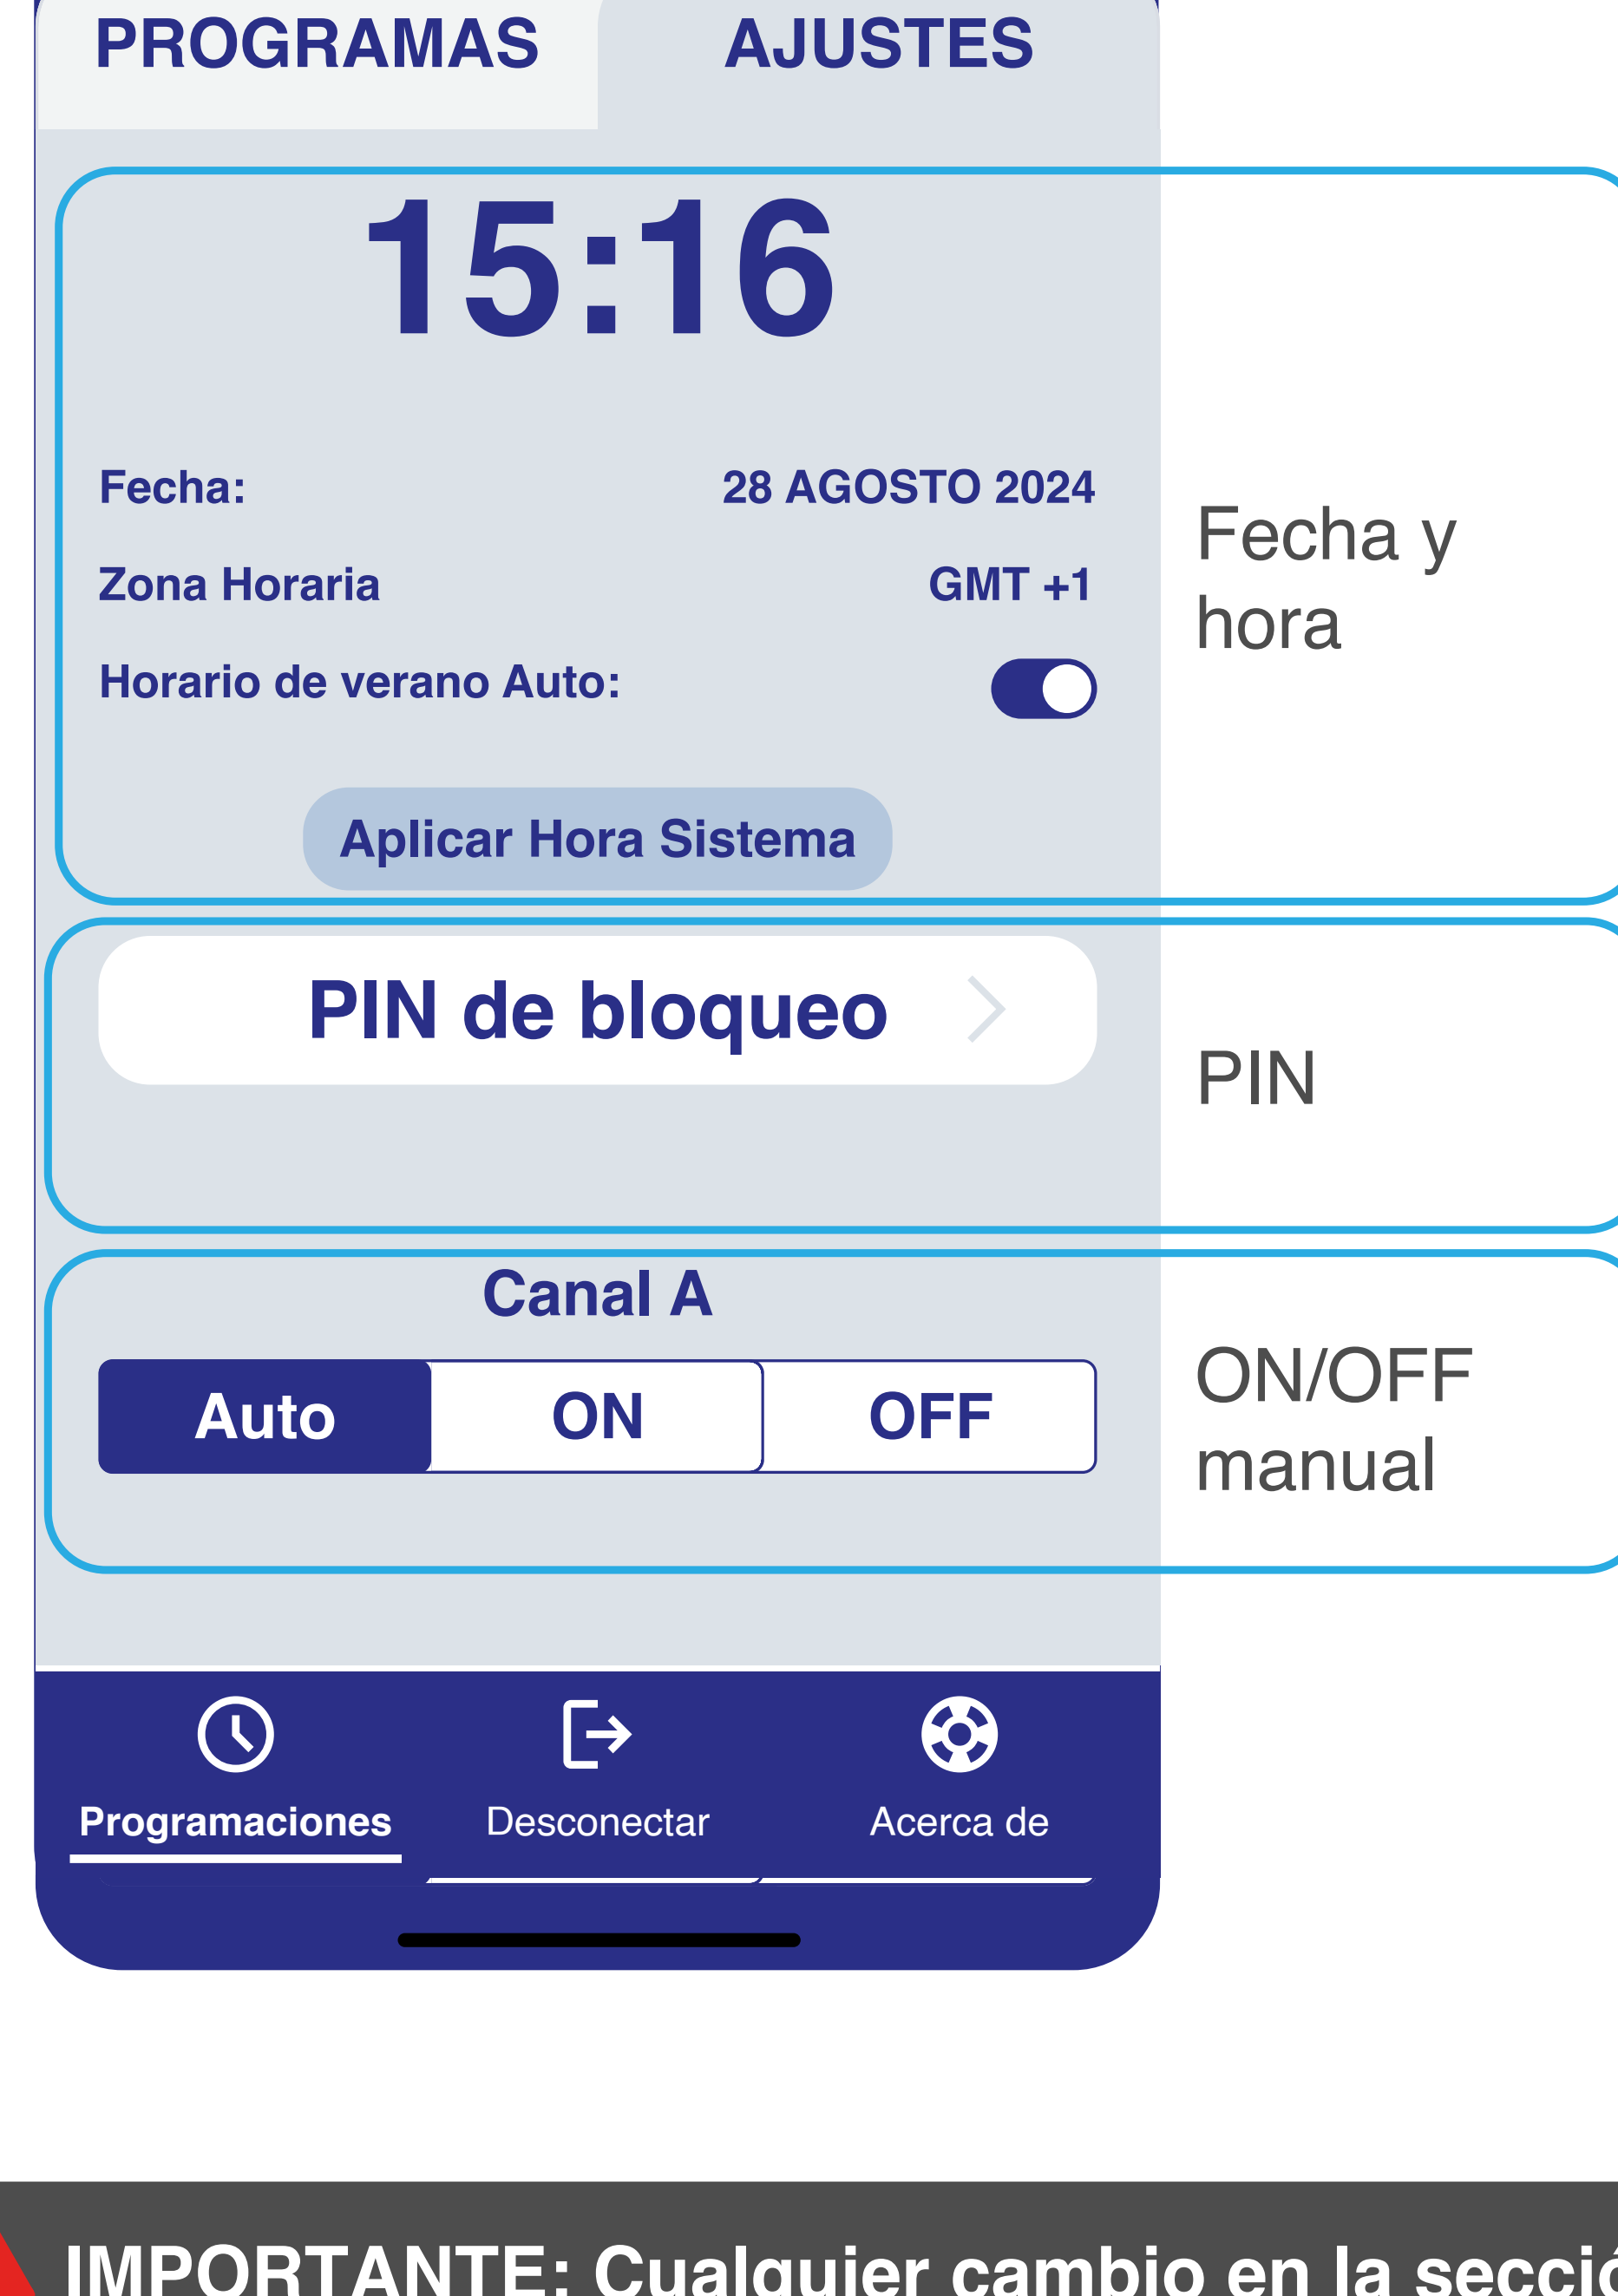 PROGRAMAS AJUSTES
15:16
Fecha: 28 AGOSTO 2024
Zona Horaria GMT +1
Horario de verano Auto:
Aplicar Hora Sistema
Fecha y
hora
PIN de bloqueo
PIN
Canal A
Auto ON OFF
ON/OFF
manual
Programaciones Desconectar Acerca de
IMPORTANTE: Cualquier cambio en la secció